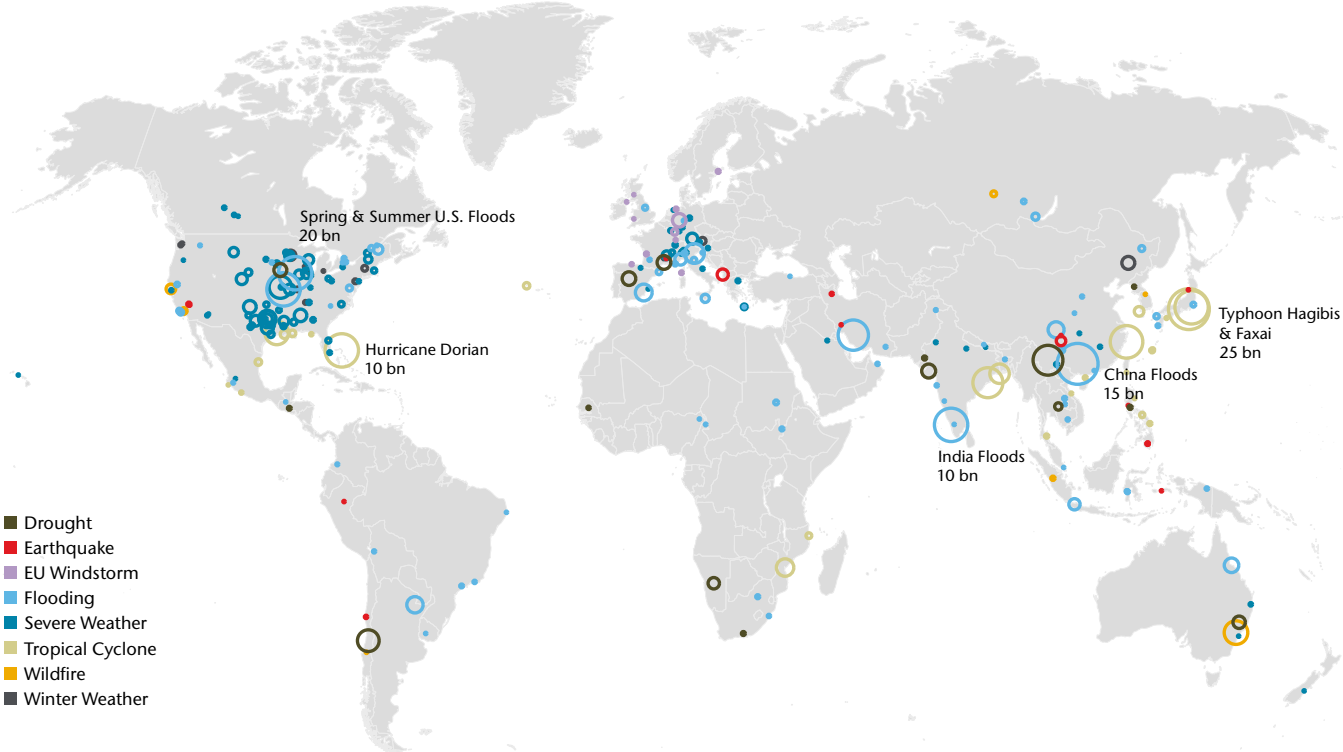 Spring & Summer U.S. Floods
20 bn
Typhoon Hagibis
& Faxai
25 bn
Hurricane Dorian
10 bn
China Floods
15 bn
India Floods
10 bn
Drought
Earthquake
EU Windstorm
Flooding
Severe Weather
Tropical Cyclone
Wildfire
Winter Weather